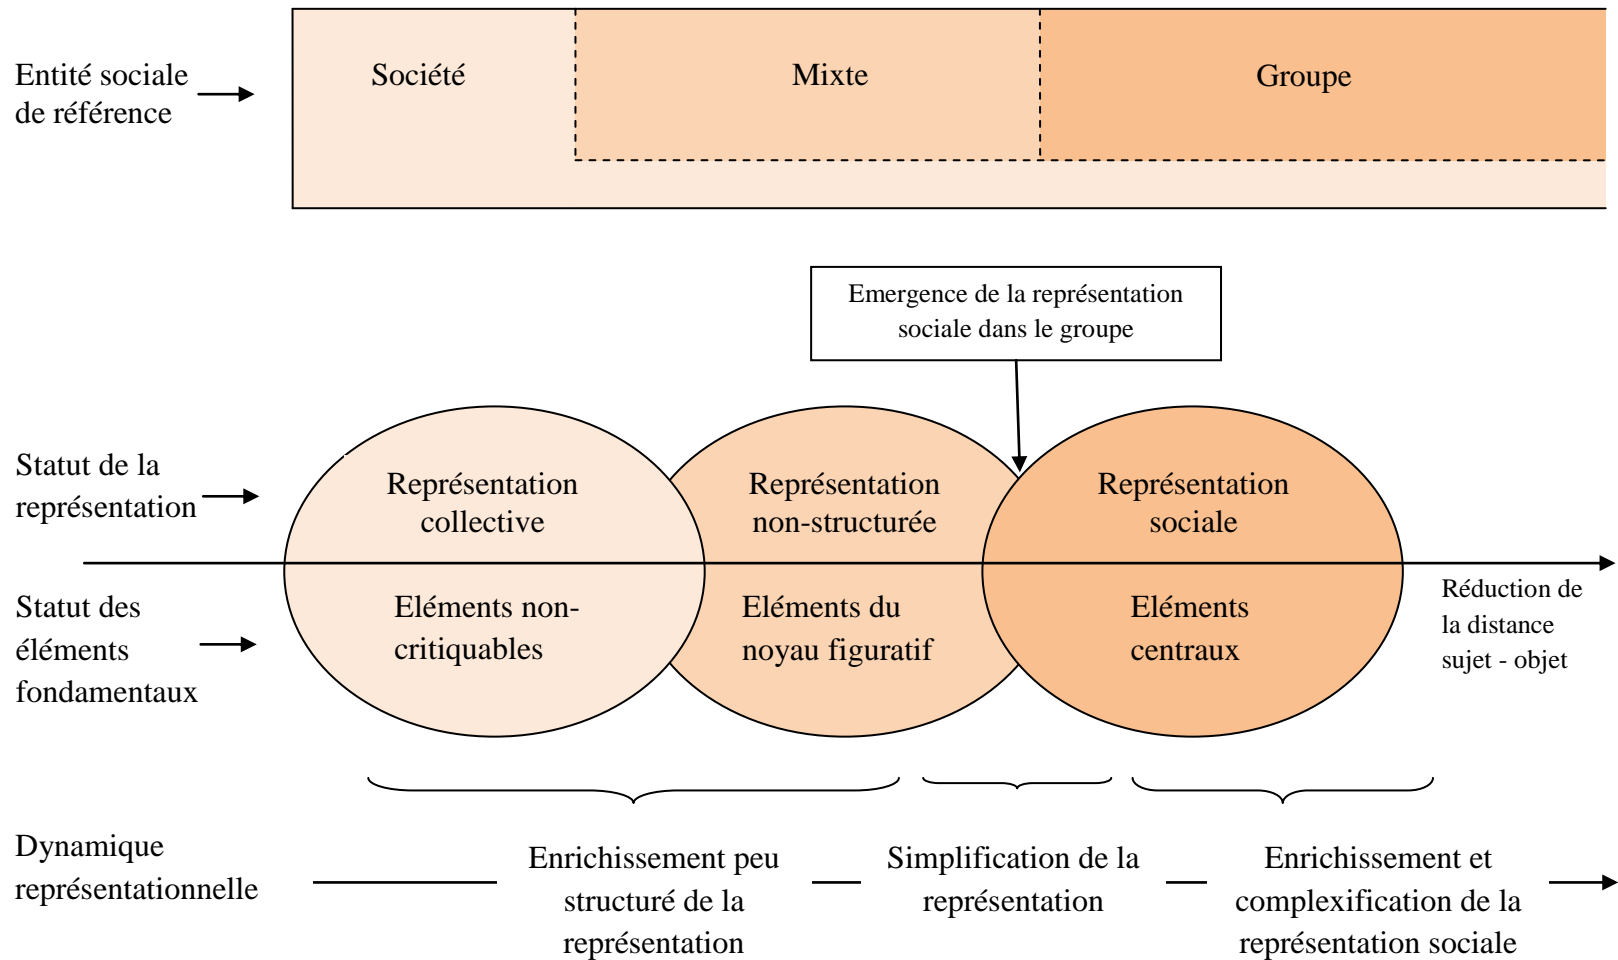 Entité sociale
de référence
Société
Mixte
Groupe
Emergence de la représentation
sociale dans le groupe
Statut de la
représentation
Représentation
collective
Représentation
non-structurée
Représentation
sociale
Statut des
éléments
fondamentaux
Eléments non-
critiquables
Eléments du
noyau figuratif
Eléments
centraux
Réduction de
la distance
sujet - objet
Dynamique
représentationnelle
Enrichissement peu
structuré de la
représentation
Simplification de la
représentation
Enrichissement et
complexification de la
représentation sociale